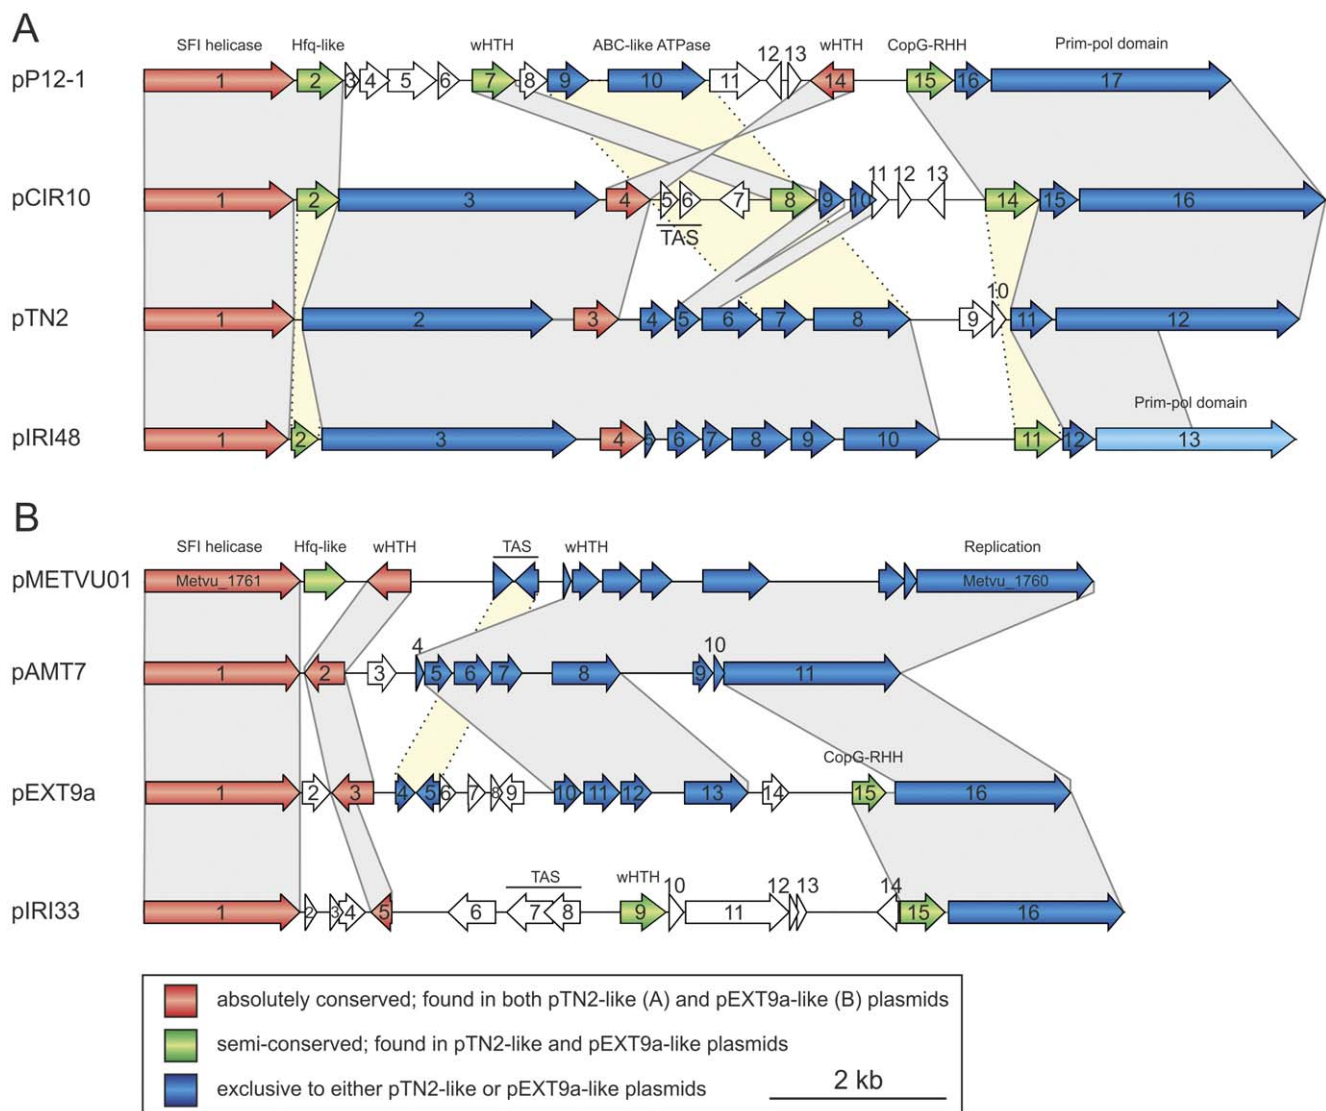 A
SFI helicase Hfq-like wHTH ABC-like ATPase 12 13 wHTH CopG-RHH Prim-pol domain
pP12-1 1 2 3 4 5 6 7 8 9 10 11 14 15 16 17
11 12 13
pCIR10 1 2 3 4 5 6 7 8 9 10 14 15 16
TAS
10
pTN2 1 2 3 4 5 6 7 8 9 11 12
Prim-pol domain
pIRI48 1 2 3 4 5 6 7 8 9 10 11 12 13
B
SFI helicase Hfq-like wHTH TAS wHTH Replication
pMETVU01 Metvu_1761 Metvu_1760
4 10
pAMT7 1 2 3 5 6 7 8 9 11
CopG-RHH
pEXT9a 1 2 3 4 5 6 7 8 9 10 11 12 13 14 15 16
TAS wHTH 10 12 13 14
pIRI33 1 2 3 4 5 6 7 8 9 11 15 16
absolutely conserved; found in both pTN2-like (A) and pEXT9a-like (B) plasmids
semi-conserved; found in pTN2-like and pEXT9a-like plasmids
exclusive to either pTN2-like or pEXT9a-like plasmids
2 kb